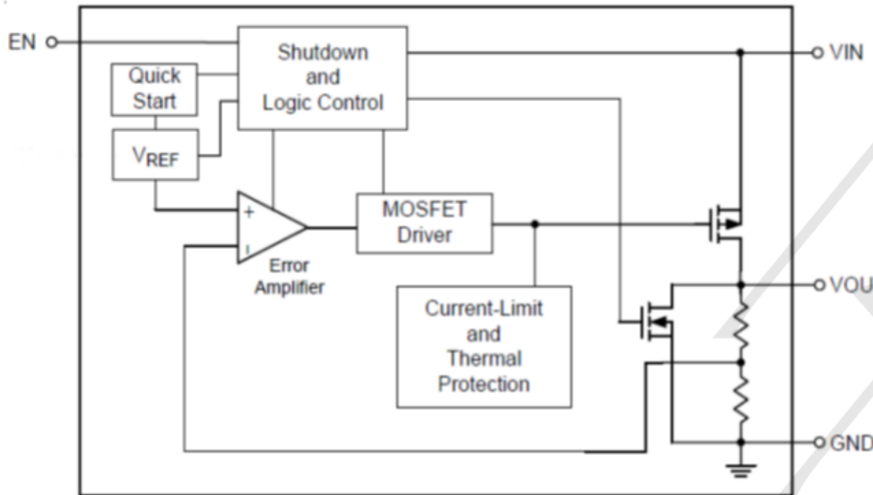 EN
Shutdown
and
Logic Control
VIN
Quick
Start
VREF
+
MOSFET
Driver
Error
Amplifier
VOU
Current-Limit
and
Thermal
Protection
GND